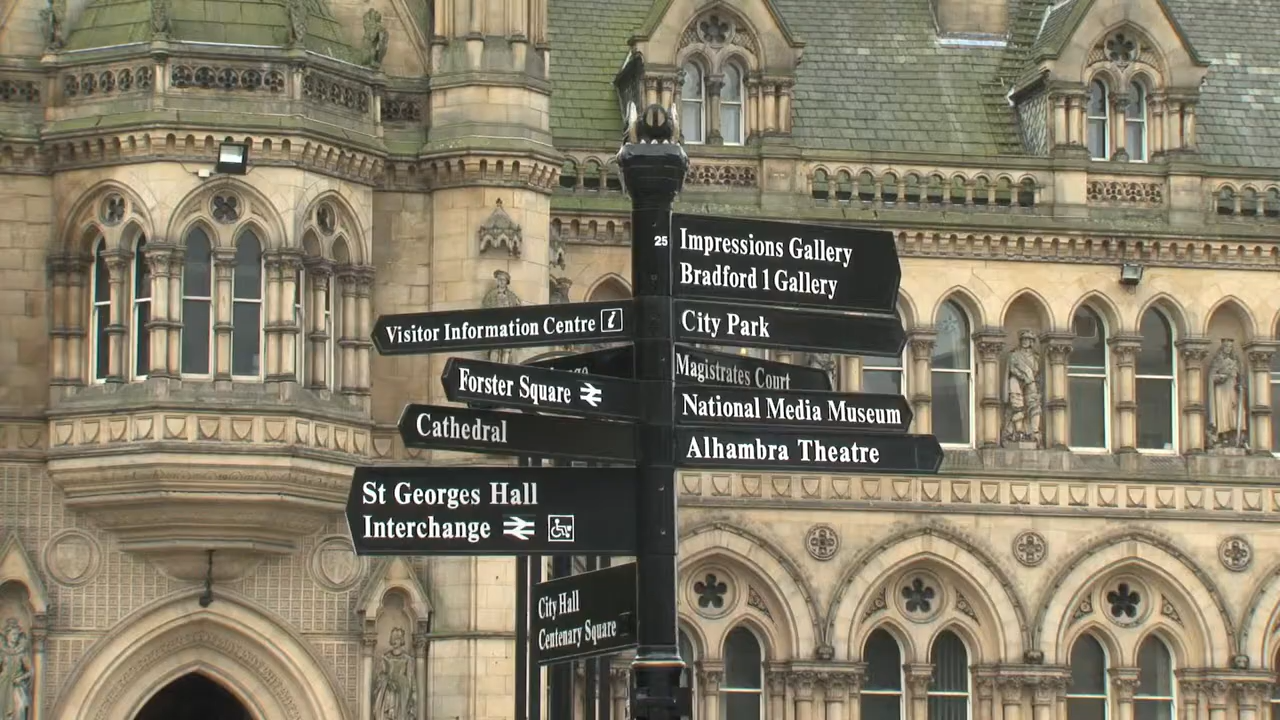 25
Impressions Gallery
Bradford 1 Gallery
Visitor Information Centre i
City Park
Magistrates Court
Forster Square
National Media Museum
Cathedral
Alhambra Theatre
St Georges Hall
Interchange
City Hall
Centenary Square